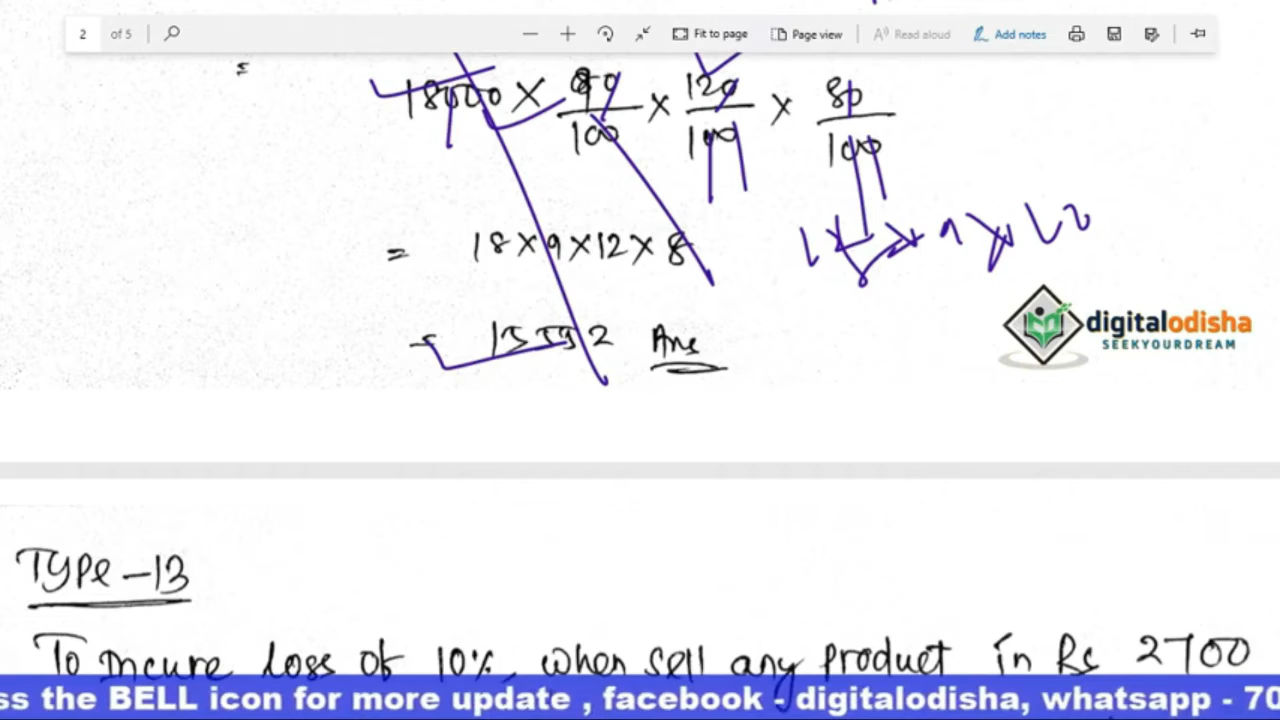 2 of 5 Fit to page Page view Read aloud Add notes
= 18000 × 90/100 × 120/100 × 80/100
= 18×9×12×8
= 15552 Ans
digitalodisha
SEEKYOURDREAM
TYPe-13
To incure loss of 10%, when sell any product in Rs 2700
ss the BELL icon for more update , facebook - digitalodisha, whatsapp - 70